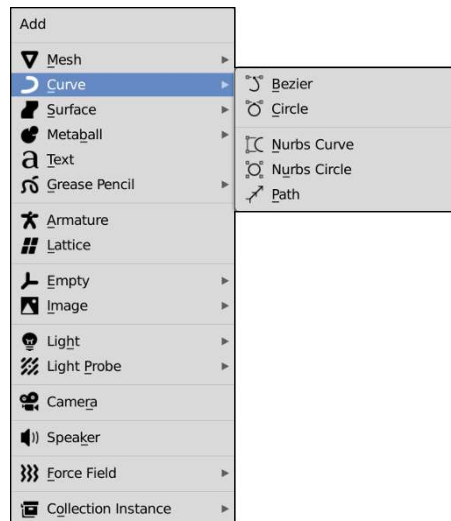 Add
Mesh
Curve
Surface
Metaball
Text
Grease Pencil
Armature
Lattice
Empty
Image
Light
Light Probe
Camera
Speaker
Force Field
Collection Instance
Bezier
Circle
Nurbs Curve
Nurbs Circle
Path